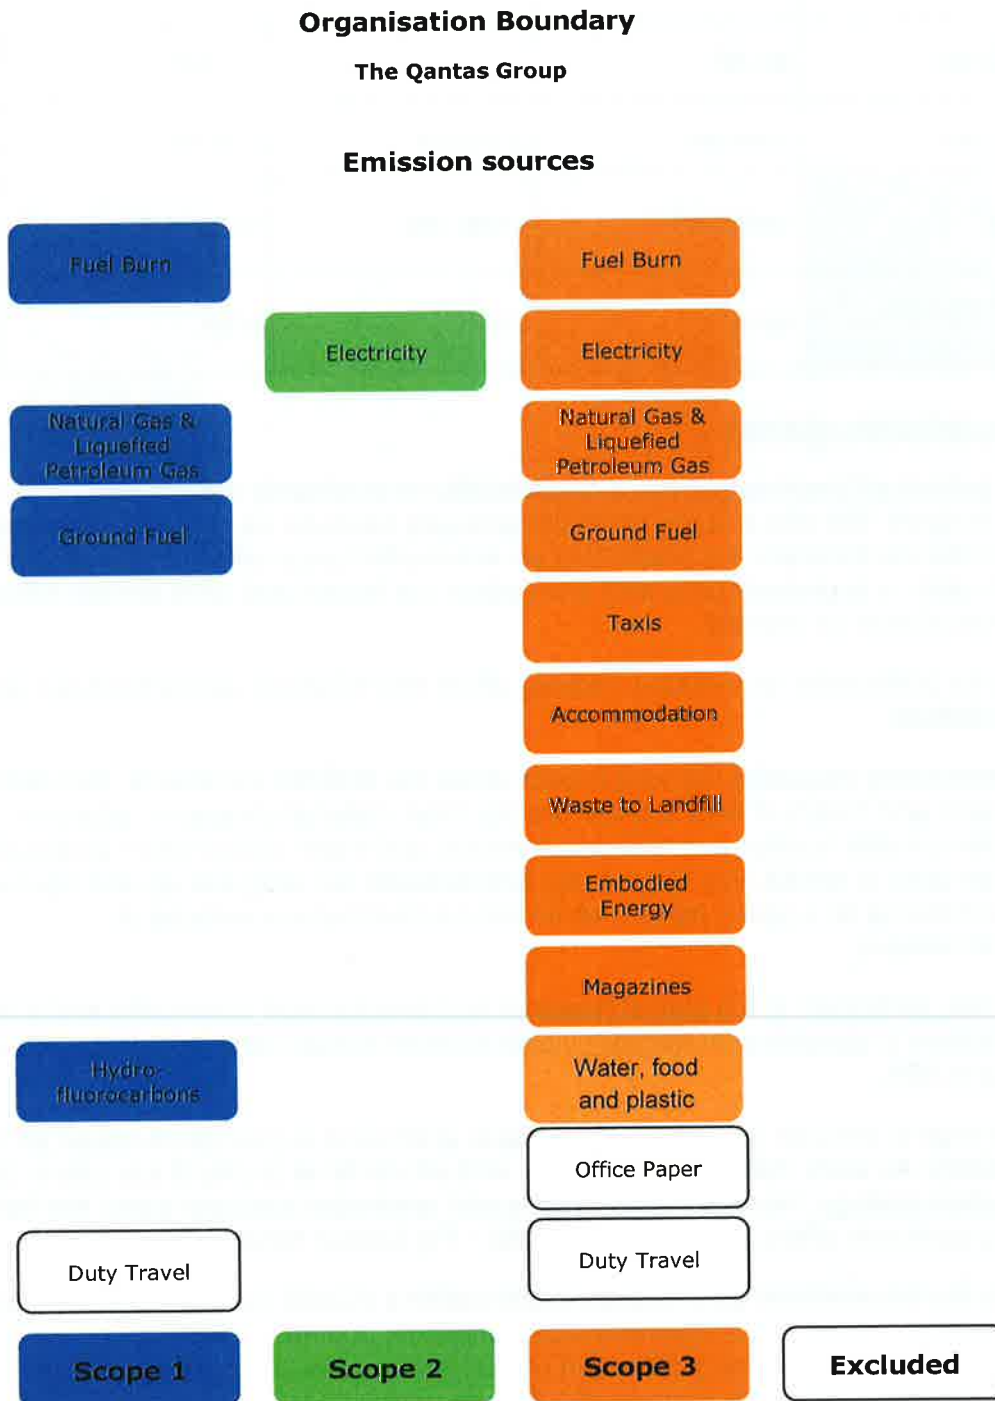 Organisation Boundary
The Qantas Group
Emission sources
Fuel Burn
Fuel Burn
Electricity
Electricity
Natural Gas &
Liquefied
Petroleum Gas
Natural Gas &
Liquefied
Petroleum Gas
Ground Fuel
Ground Fuel
Taxis
Accommodation
Waste to Landfill
Embodied
Energy
Magazines
Hydro-
fluorocarbons
Water, food
and plastic
Office Paper
Duty Travel
Duty Travel
Scope 1
Scope 2
Scope 3
Excluded